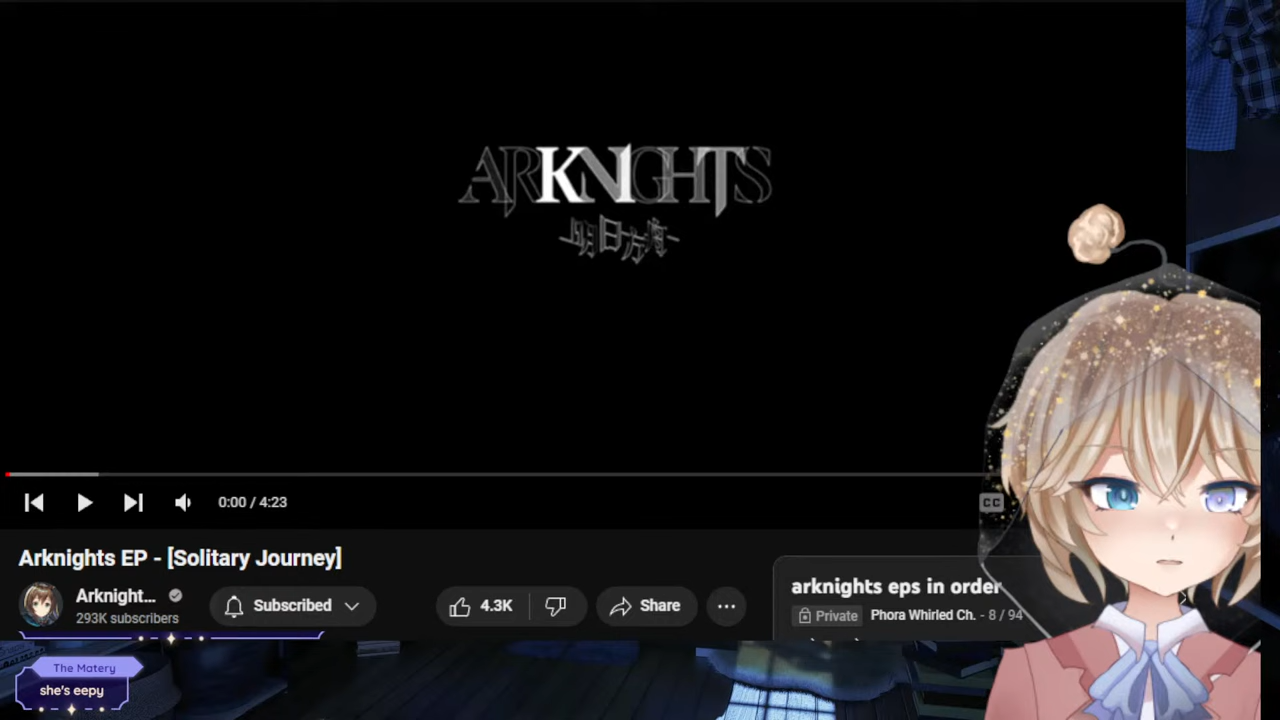 ARKNIGHTS
明日方舟
0:00 / 4:23
CC
Arknights EP - [Solitary Journey]
Arknight...
293K subscribers
Subscribed
4.3K
Share
arknights eps in order
Private
Phora Whirled Ch. - 8 / 94
The Matery
she's eepy